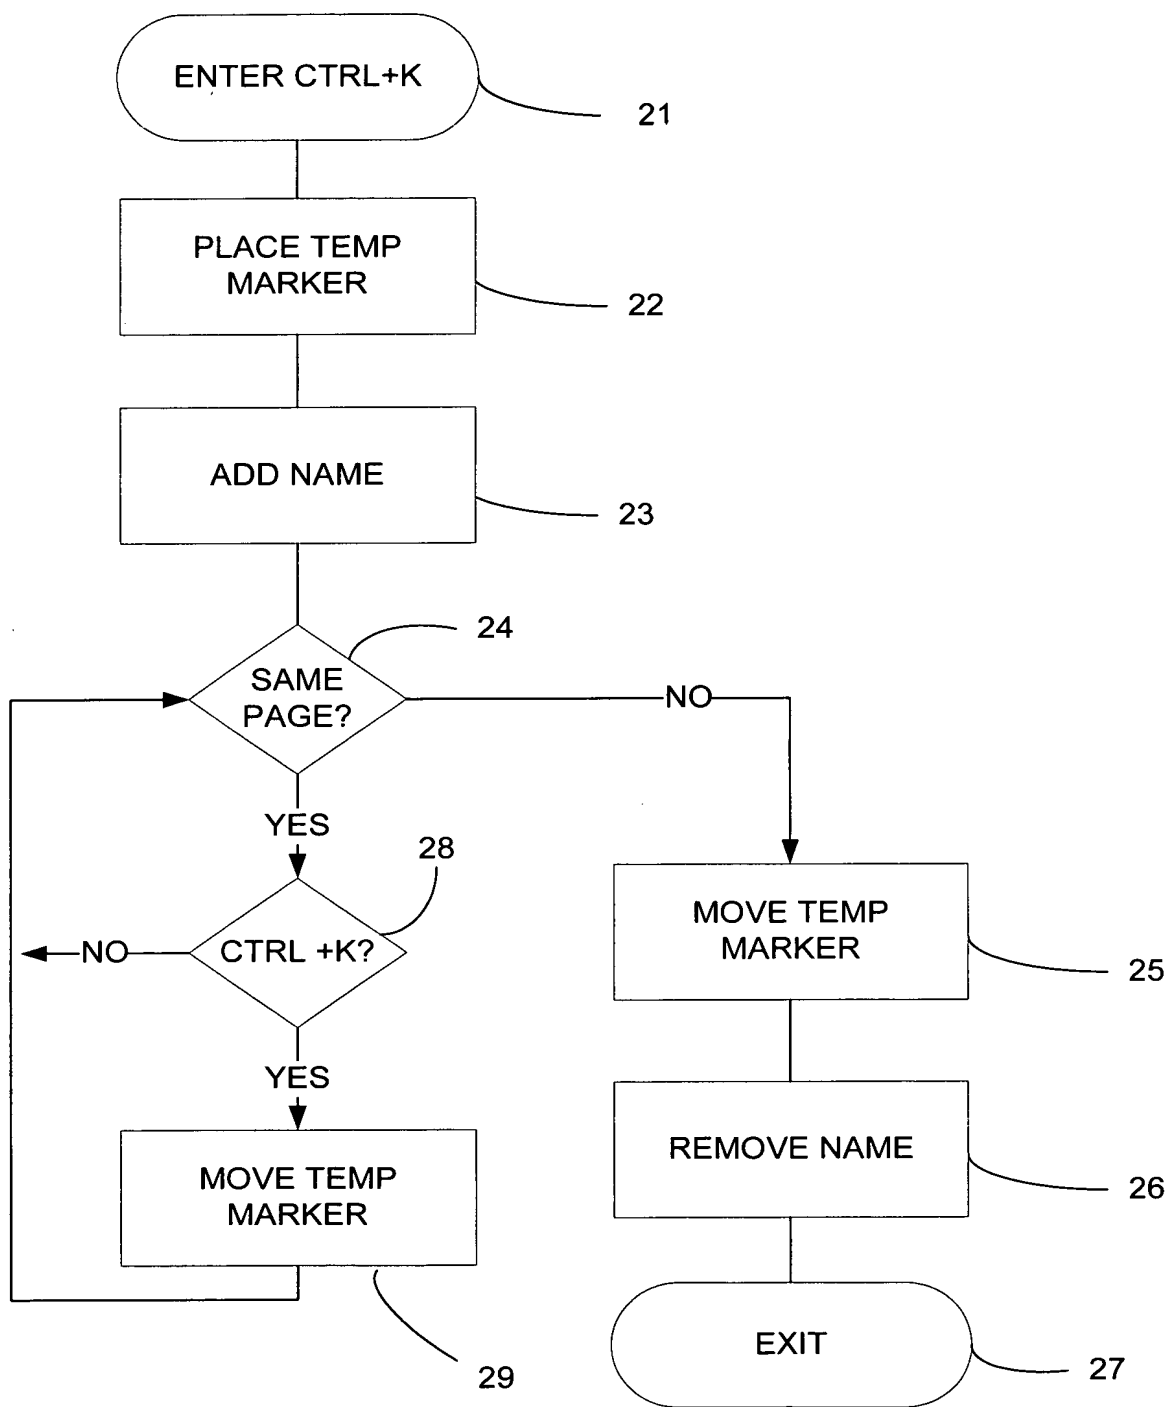 ENTER CTRL+K
21
PLACE TEMP
MARKER
22
ADD NAME
23
24
SAME
PAGE?
NO
YES
28
CTRL +K?
NO
YES
MOVE TEMP
MARKER
29
MOVE TEMP
MARKER
25
REMOVE NAME
26
EXIT
27